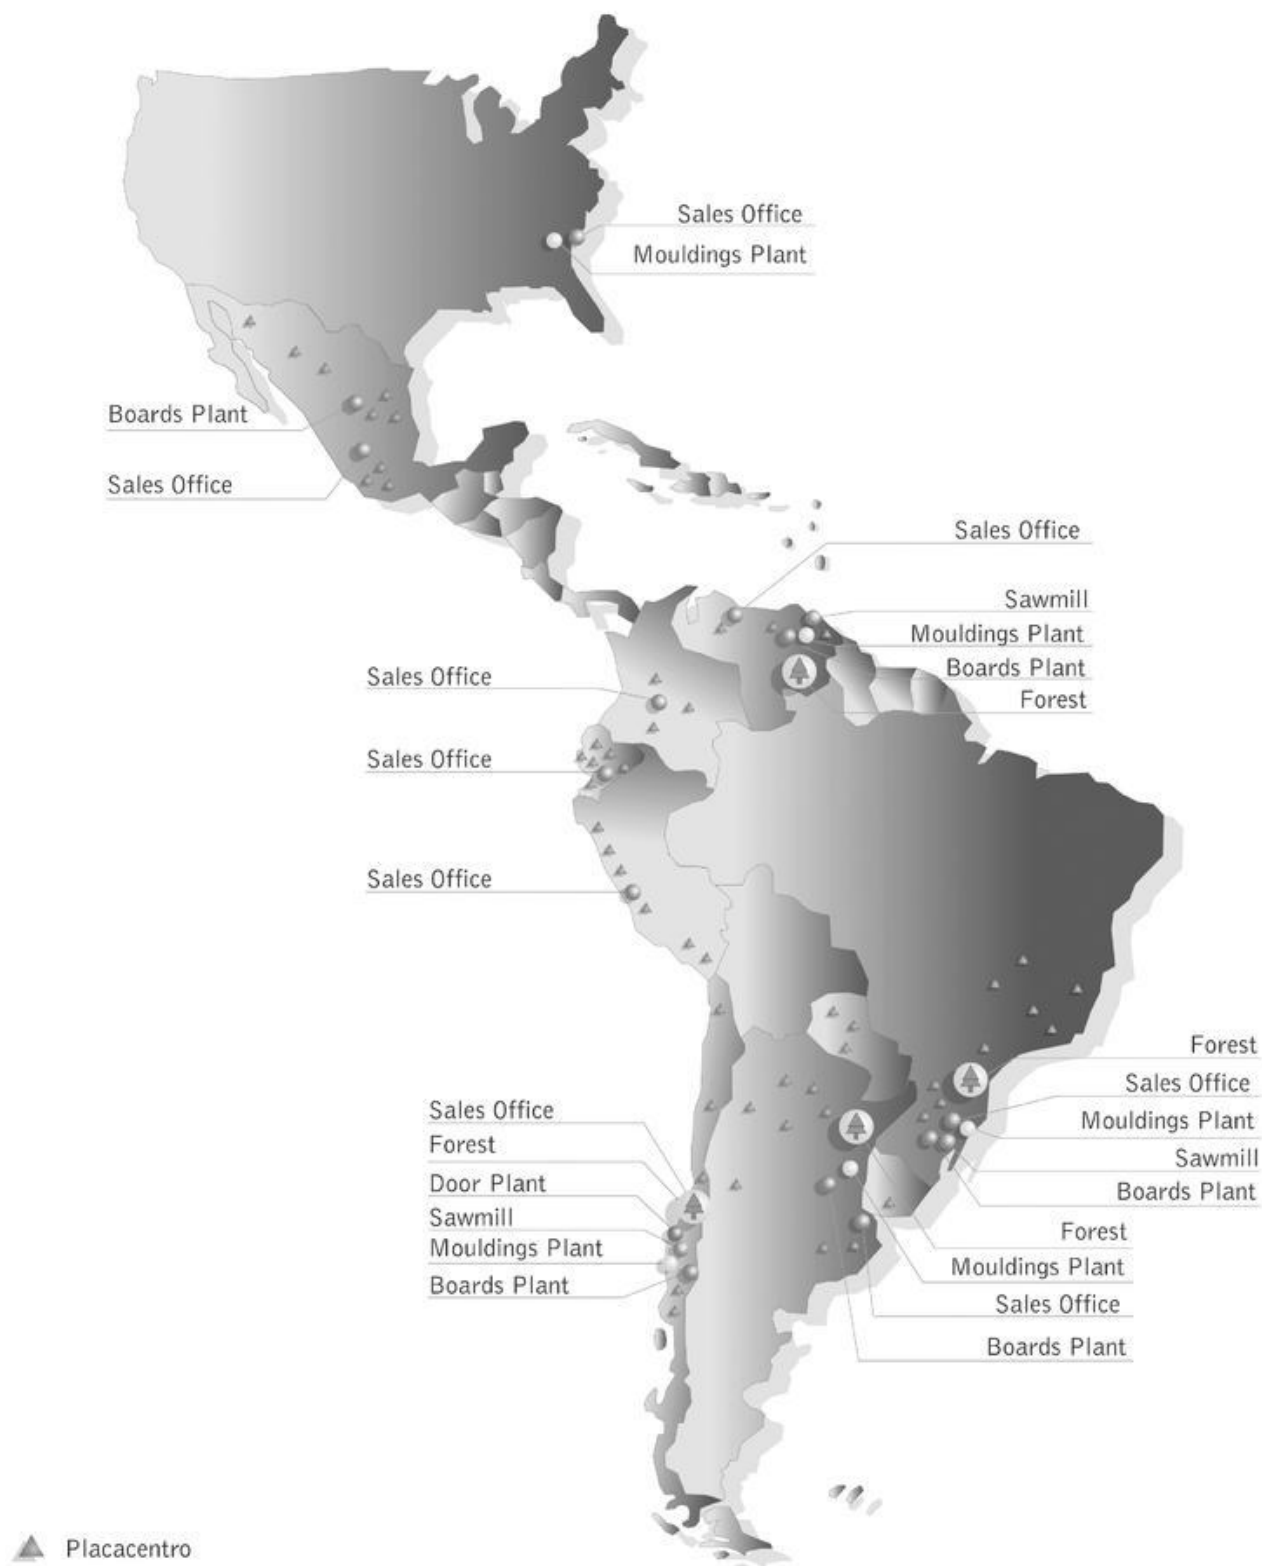 Sales Office
Mouldings Plant
Boards Plant
Sales Office
Sales Office
Sawmill
Mouldings Plant
Boards Plant
Forest
Sales Office
Sales Office
Sales Office
Forest
Sales Office
Mouldings Plant
Sawmill
Boards Plant
Sales Office
Forest
Door Plant
Sawmill
Mouldings Plant
Boards Plant
Forest
Mouldings Plant
Sales Office
Boards Plant
Placacentro